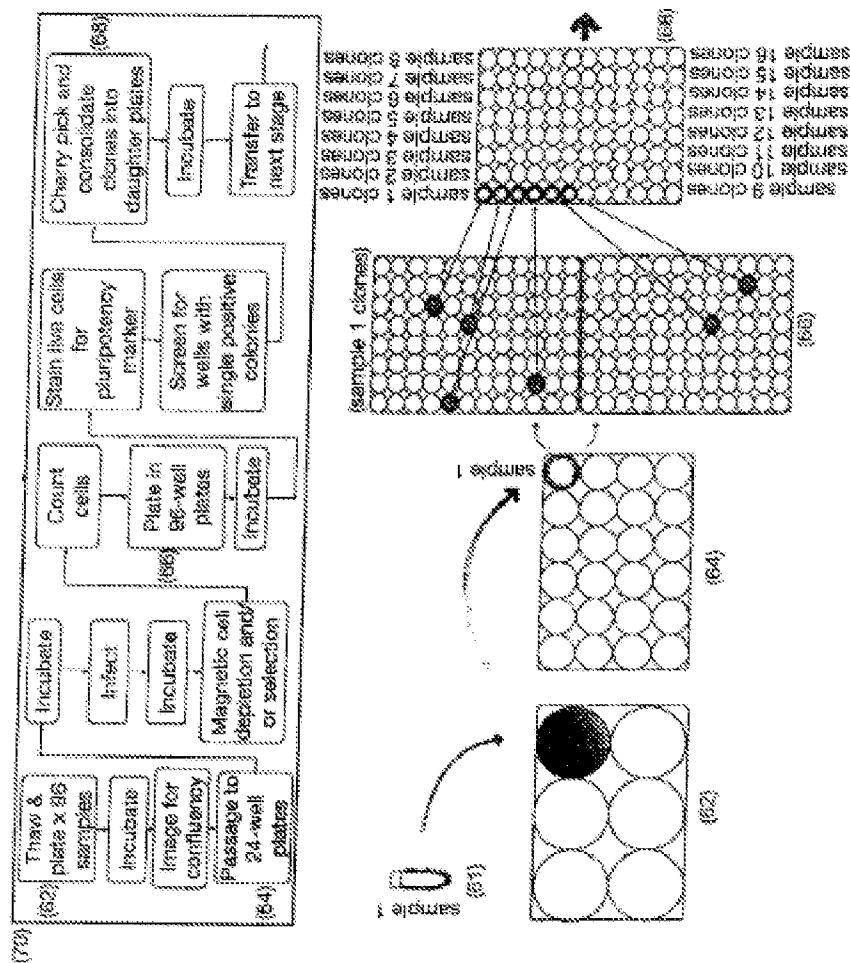 (70)
(62)
Thaw &
plate x 96
samples
Incubate
Image for
confluency
Passage to
24-well
plates
(64)
Incubate
Infect
Incubate
Magnetic cell
depletion and/
or selection
Count
cells
Plate in
96-well
plates
(66)
Incubate
Stain live cells
for
pluripotency
marker
Screen for
wells with
single positive
colonies
Cherry pick and
consolidate
clones into
daughter plates
(68)
Incubate
Transfer to
next stage
sample 1
(61)
(62)
sample 1
(64)
(sample 1 clones)
sample 1 clones
sample 2 clones
sample 3 clones
sample 4 clones
sample 5 clones
sample 6 clones
sample 7 clones
sample 8 clones
sample 9 clones
sample 10 clones
sample 11 clones
sample 12 clones
sample 13 clones
sample 14 clones
sample 15 clones
sample 16 clones
(68)